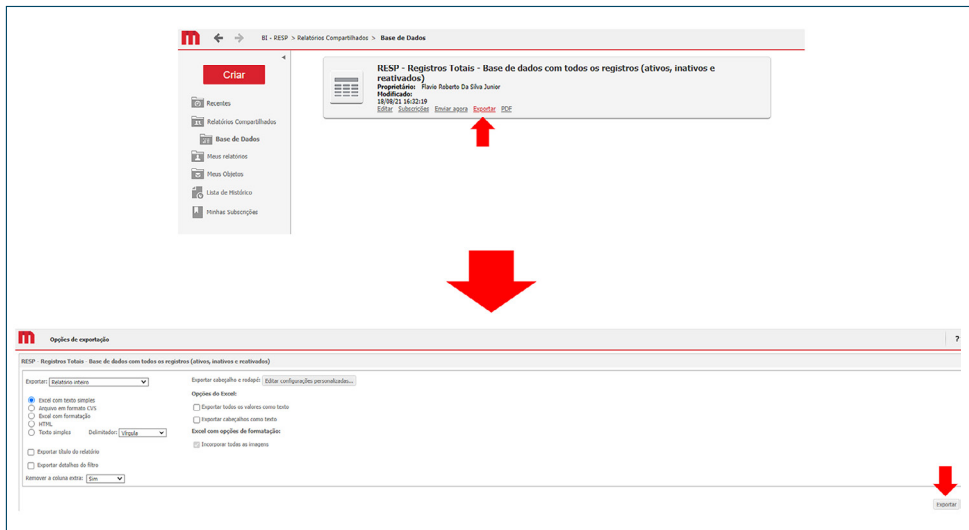 BI - RESP > Relatórios Compartilhados > Base de Dados
Criar
Recentes
Relatórios Compartilhados
Base de Dados
Meus relatórios
Meus Objetos
Lista de Histórico
Minhas Subscrições
RESP - Registros Totais - Base de dados com todos os registros (ativos, inativos e
reativados)
Proprietário: Flavio Roberto Da Silva Junior
Modificado:
18/08/21 16:32:19
Editar Subscrições Enviar agora Exportar PDF
Opções de exportação ?
RESP - Registros Totais - Base de dados com todos os registros (ativos, inativos e reativados)
Exportar: Relatório inteiro
Excel com texto simples
Arquivo em formato CVS
Excel com formatação
HTML
Texto simples Delimitador: Vírgula
Exportar título do relatório
Exportar detalhes do filtro
Remover a coluna extra: Sim
Exportar cabeçalho e rodapé: Editar configurações personalizadas...
Opções do Excel:
Exportar todos os valores como texto
Exportar cabeçalhos como texto
Excel com opções de formatação:
Incorporar todas as imagens
Exportar